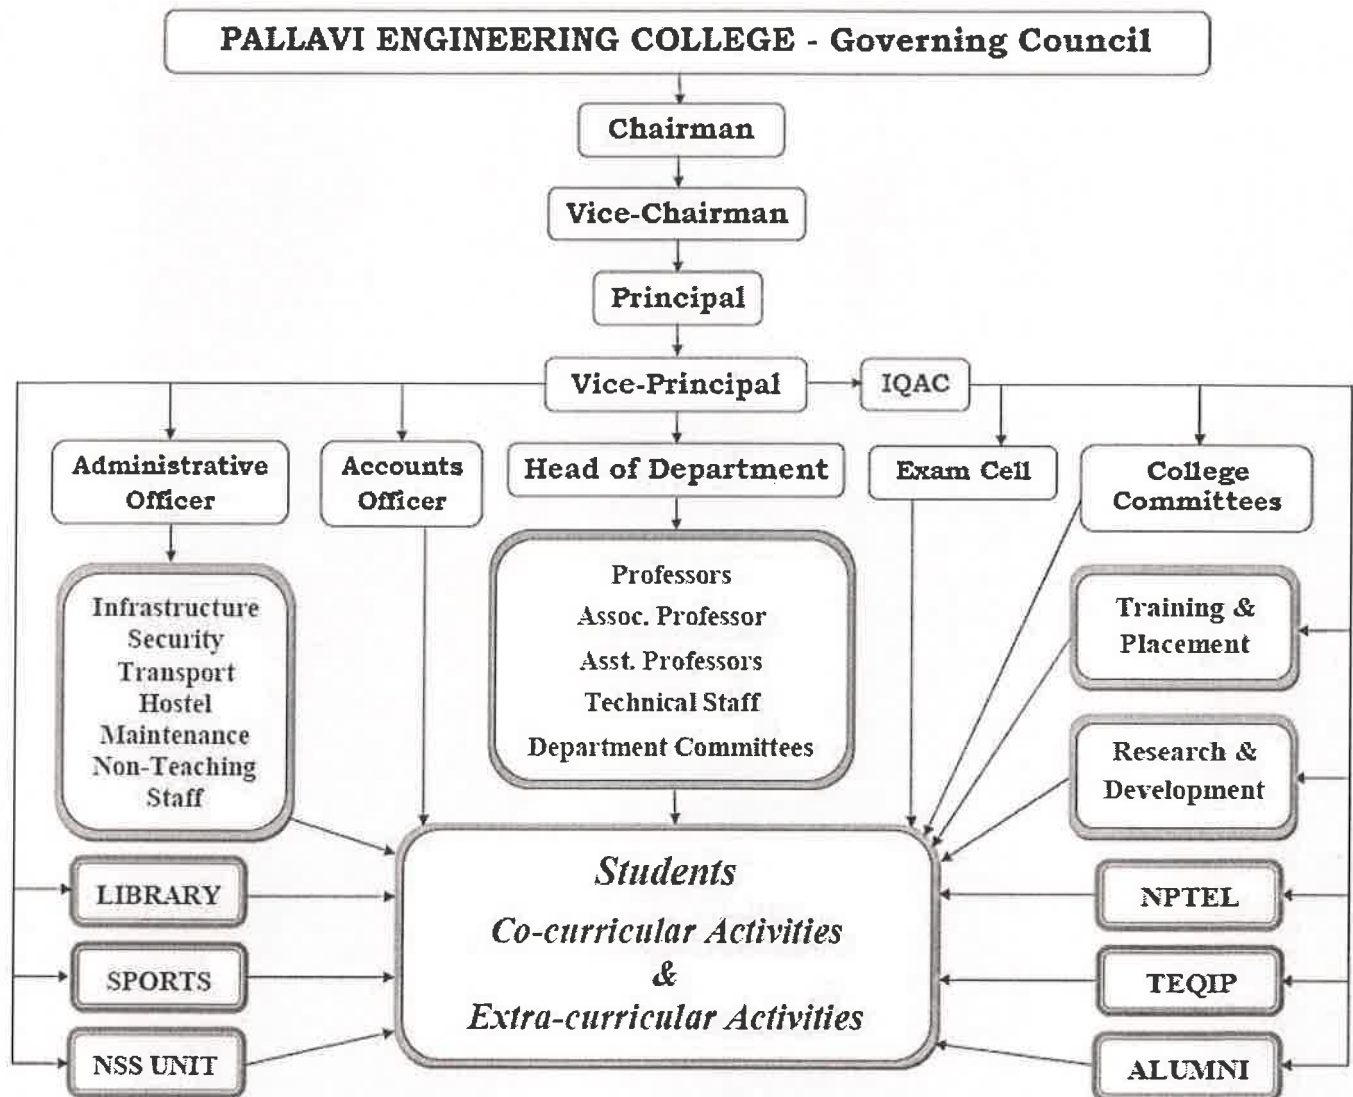 PALLAVI ENGINEERING COLLEGE - Governing Council
Chairman
Vice-Chairman
Principal
Vice-Principal
IQAC
Administrative
Officer
Accounts
Officer
Head of Department
Exam Cell
College
Committees
Infrastructure
Security
Transport
Hostel
Maintenance
Non-Teaching
Staff
Professors
Assoc. Professor
Asst. Professors
Technical Staff
Department Committees
Training &
Placement
Research &
Development
LIBRARY
SPORTS
NSS UNIT
Students
Co-curricular Activities
&
Extra-curricular Activities
NPTEL
TEQIP
ALUMNI